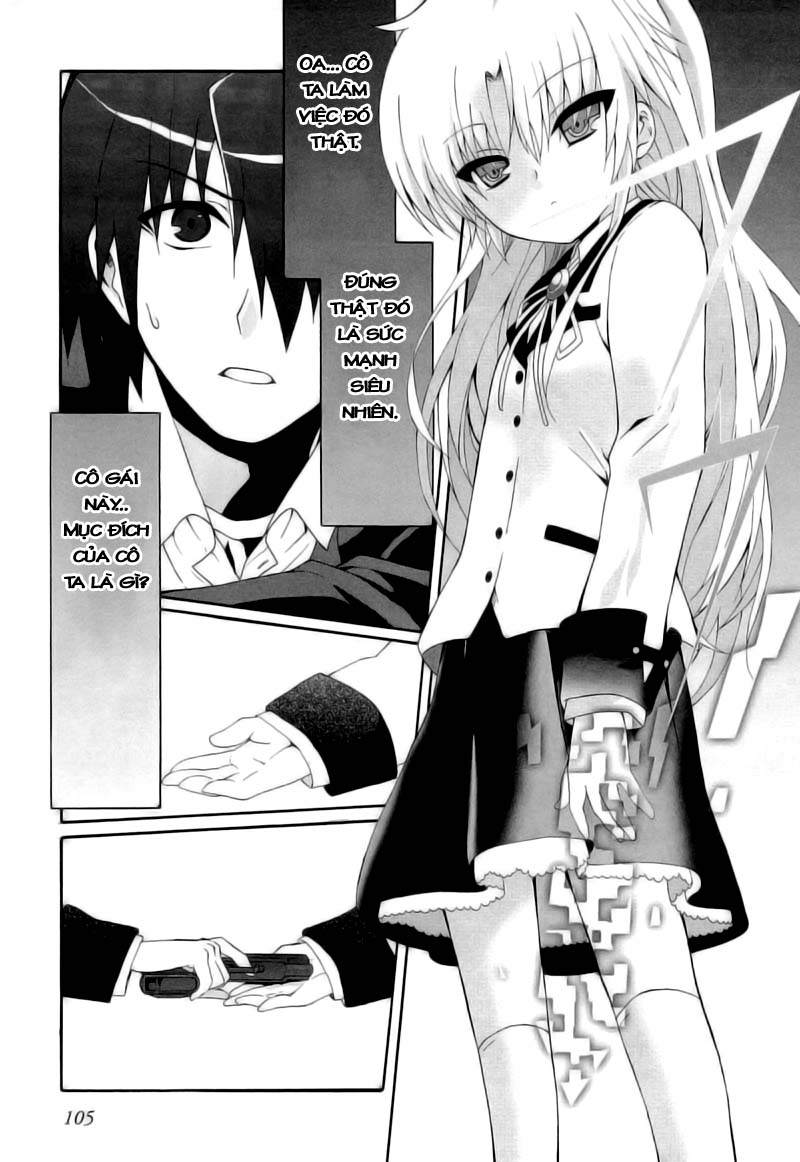 OA... CÔ
TA LÀM
VIỆC ĐÓ
THẬT.
ĐÚNG
THẬT ĐÓ
LÀ SỨC
MẠNH
SIÊU
NHIÊN.
CÔ GÁI
NÀY...
MỤC ĐÍCH
CỦA CÔ
TA LÀ GÌ?
105